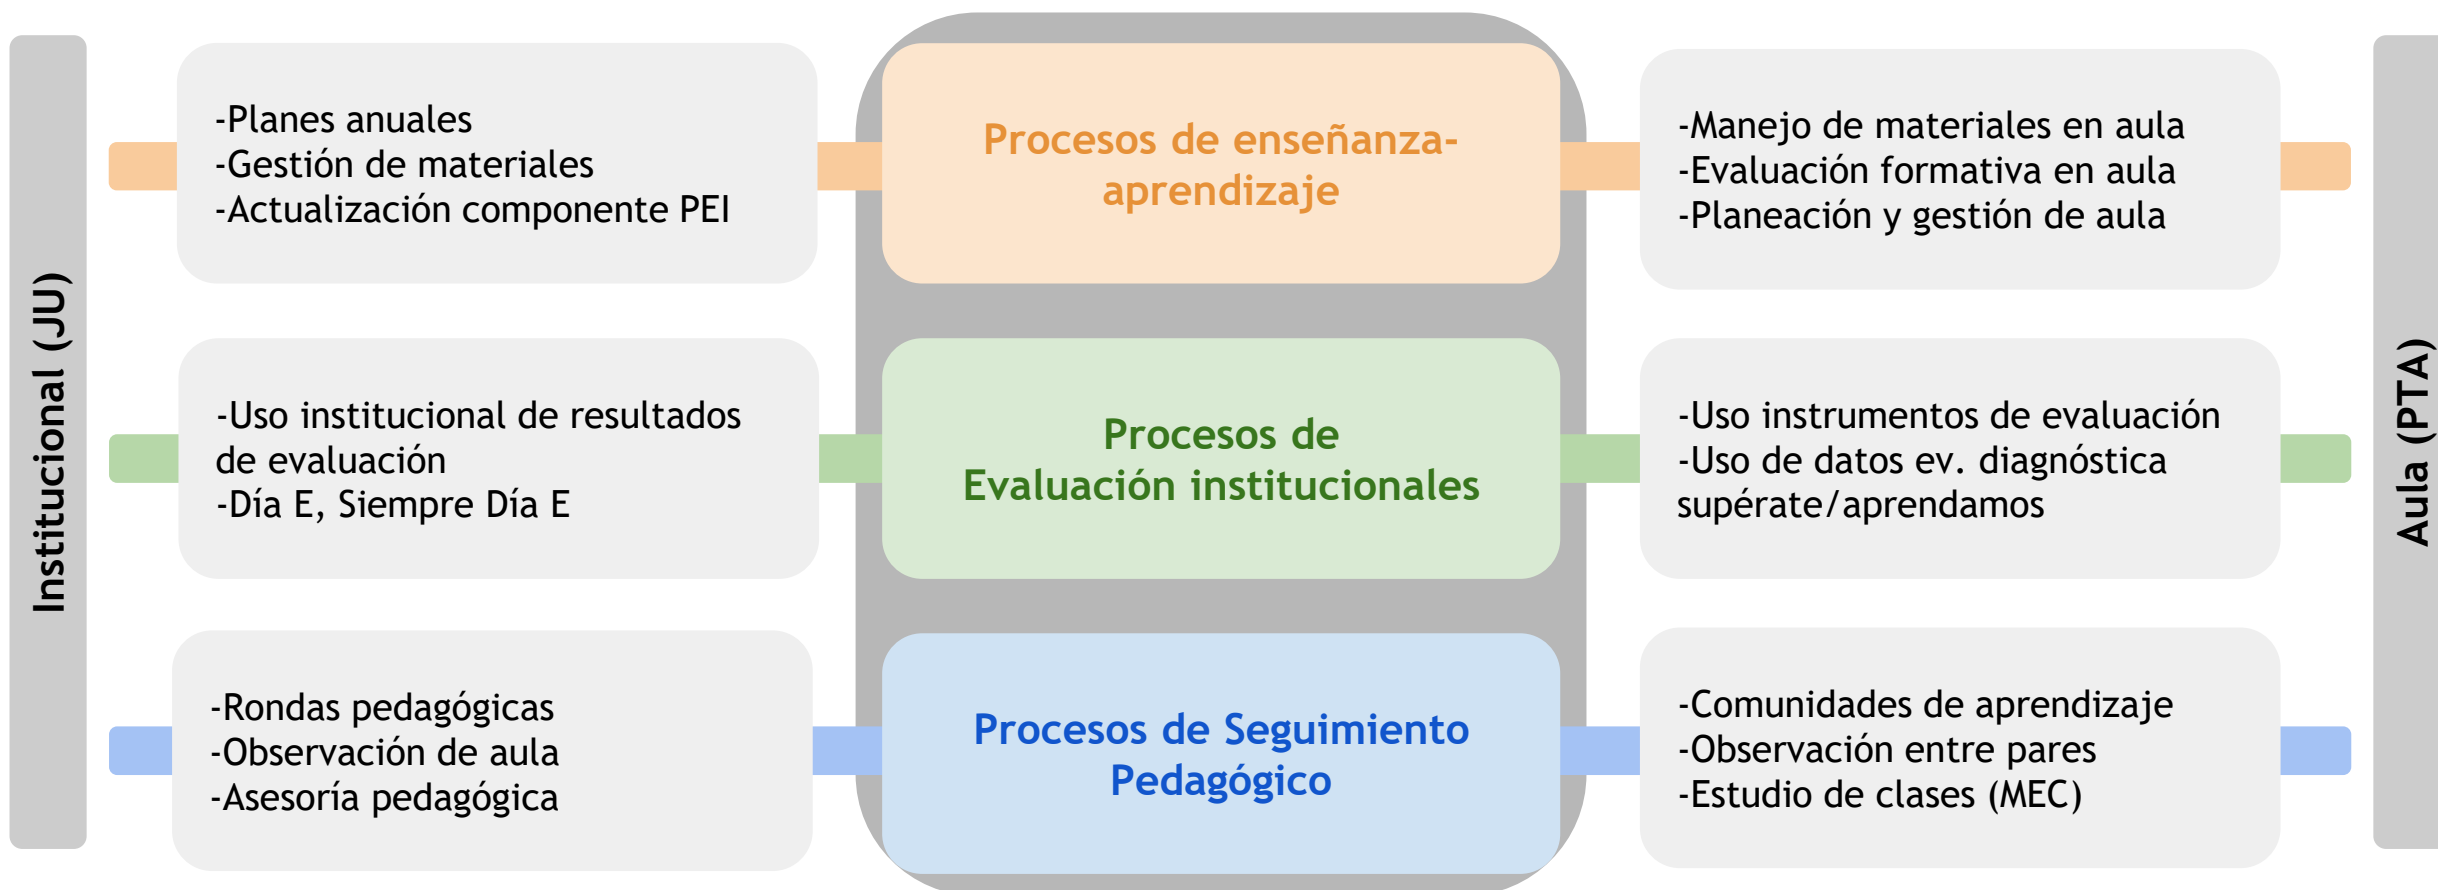 Institucional (JU)
-Planes anuales
-Gestión de materiales
-Actualización componente PEI
Procesos de enseñanza-
aprendizaje
-Manejo de materiales en aula
-Evaluación formativa en aula
-Planeación y gestión de aula
-Uso institucional de resultados
de evaluación
-Día E, Siempre Día E
Procesos de
Evaluación institucionales
-Uso instrumentos de evaluación
-Uso de datos ev. diagnóstica
supérate/aprendamos
-Rondas pedagógicas
-Observación de aula
-Asesoría pedagógica
Procesos de Seguimiento
Pedagógico
-Comunidades de aprendizaje
-Observación entre pares
-Estudio de clases (MEC)
Aula (PTA)